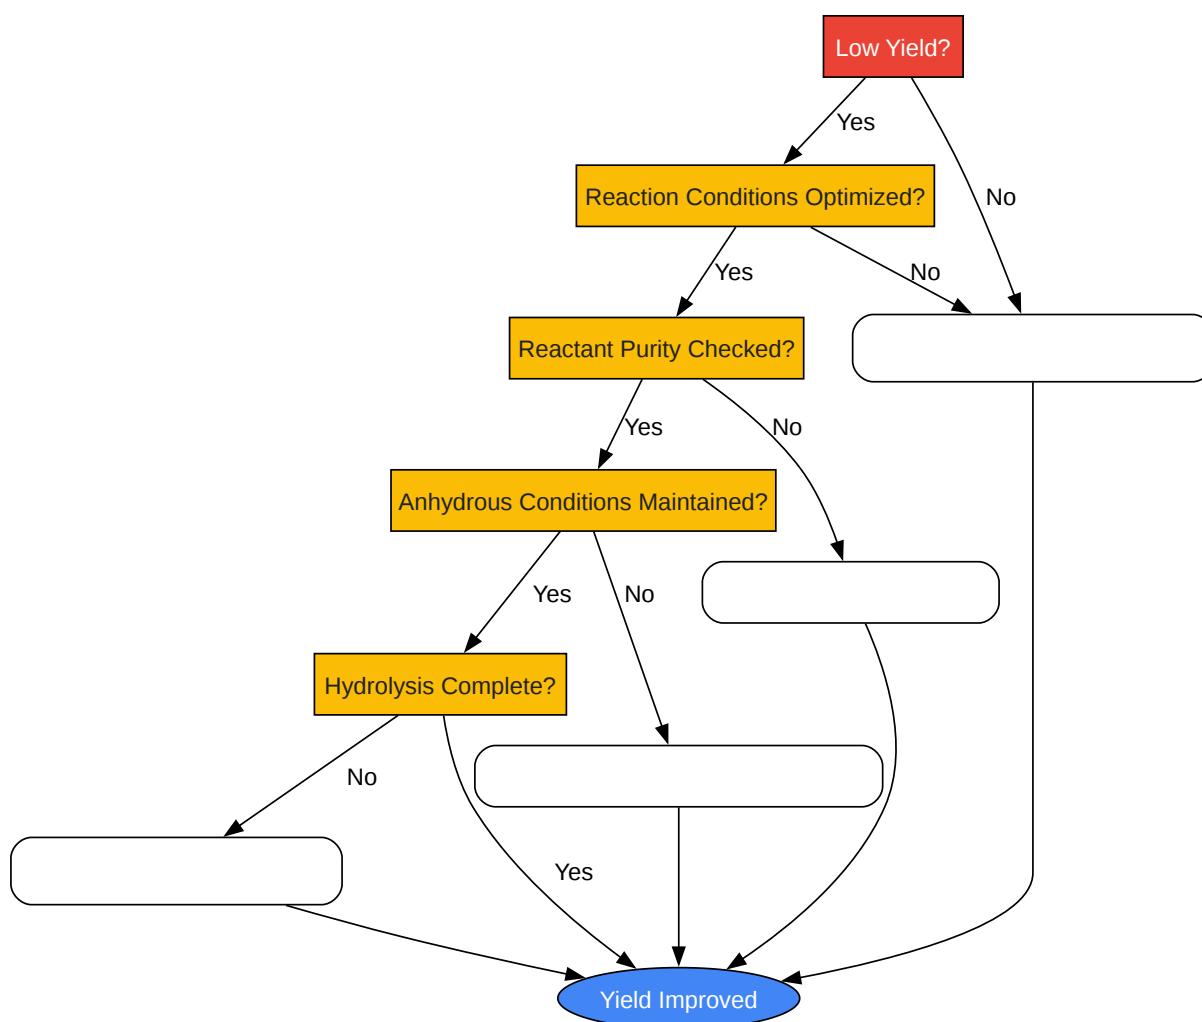 Low Yield?
Yes
Reaction Conditions Optimized?
No
Yes
No
Reactant Purity Checked?
Yes
No
Anhydrous Conditions Maintained?
Yes
No
Hydrolysis Complete?
No
Yes
Yield Improved